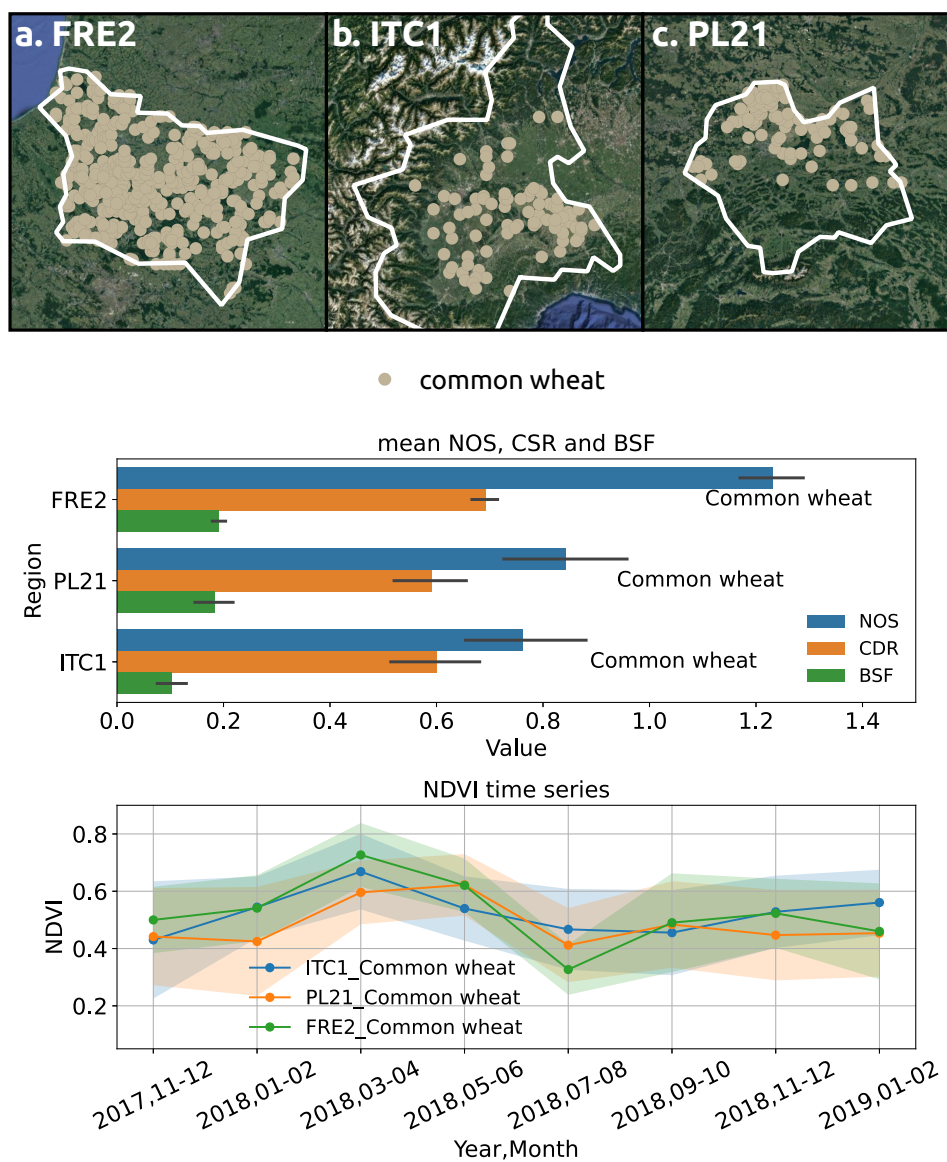 a. FRE2
b. ITC1
c. PL21
common wheat
mean NOS, CSR and BSF
Region
FRE2
PL21
ITC1
Common wheat
Common wheat
Common wheat
NOS
CDR
BSF
0.0 0.2 0.4 0.6 0.8 1.0 1.2 1.4
Value
NDVI time series
NDVI
0.8
0.6
0.4
0.2
ITC1_Common wheat
PL21_Common wheat
FRE2_Common wheat
2017,11-12 2018,01-02 2018,03-04 2018,05-06 2018,07-08 2018,09-10 2018,11-12 2019,01-02
Year,Month